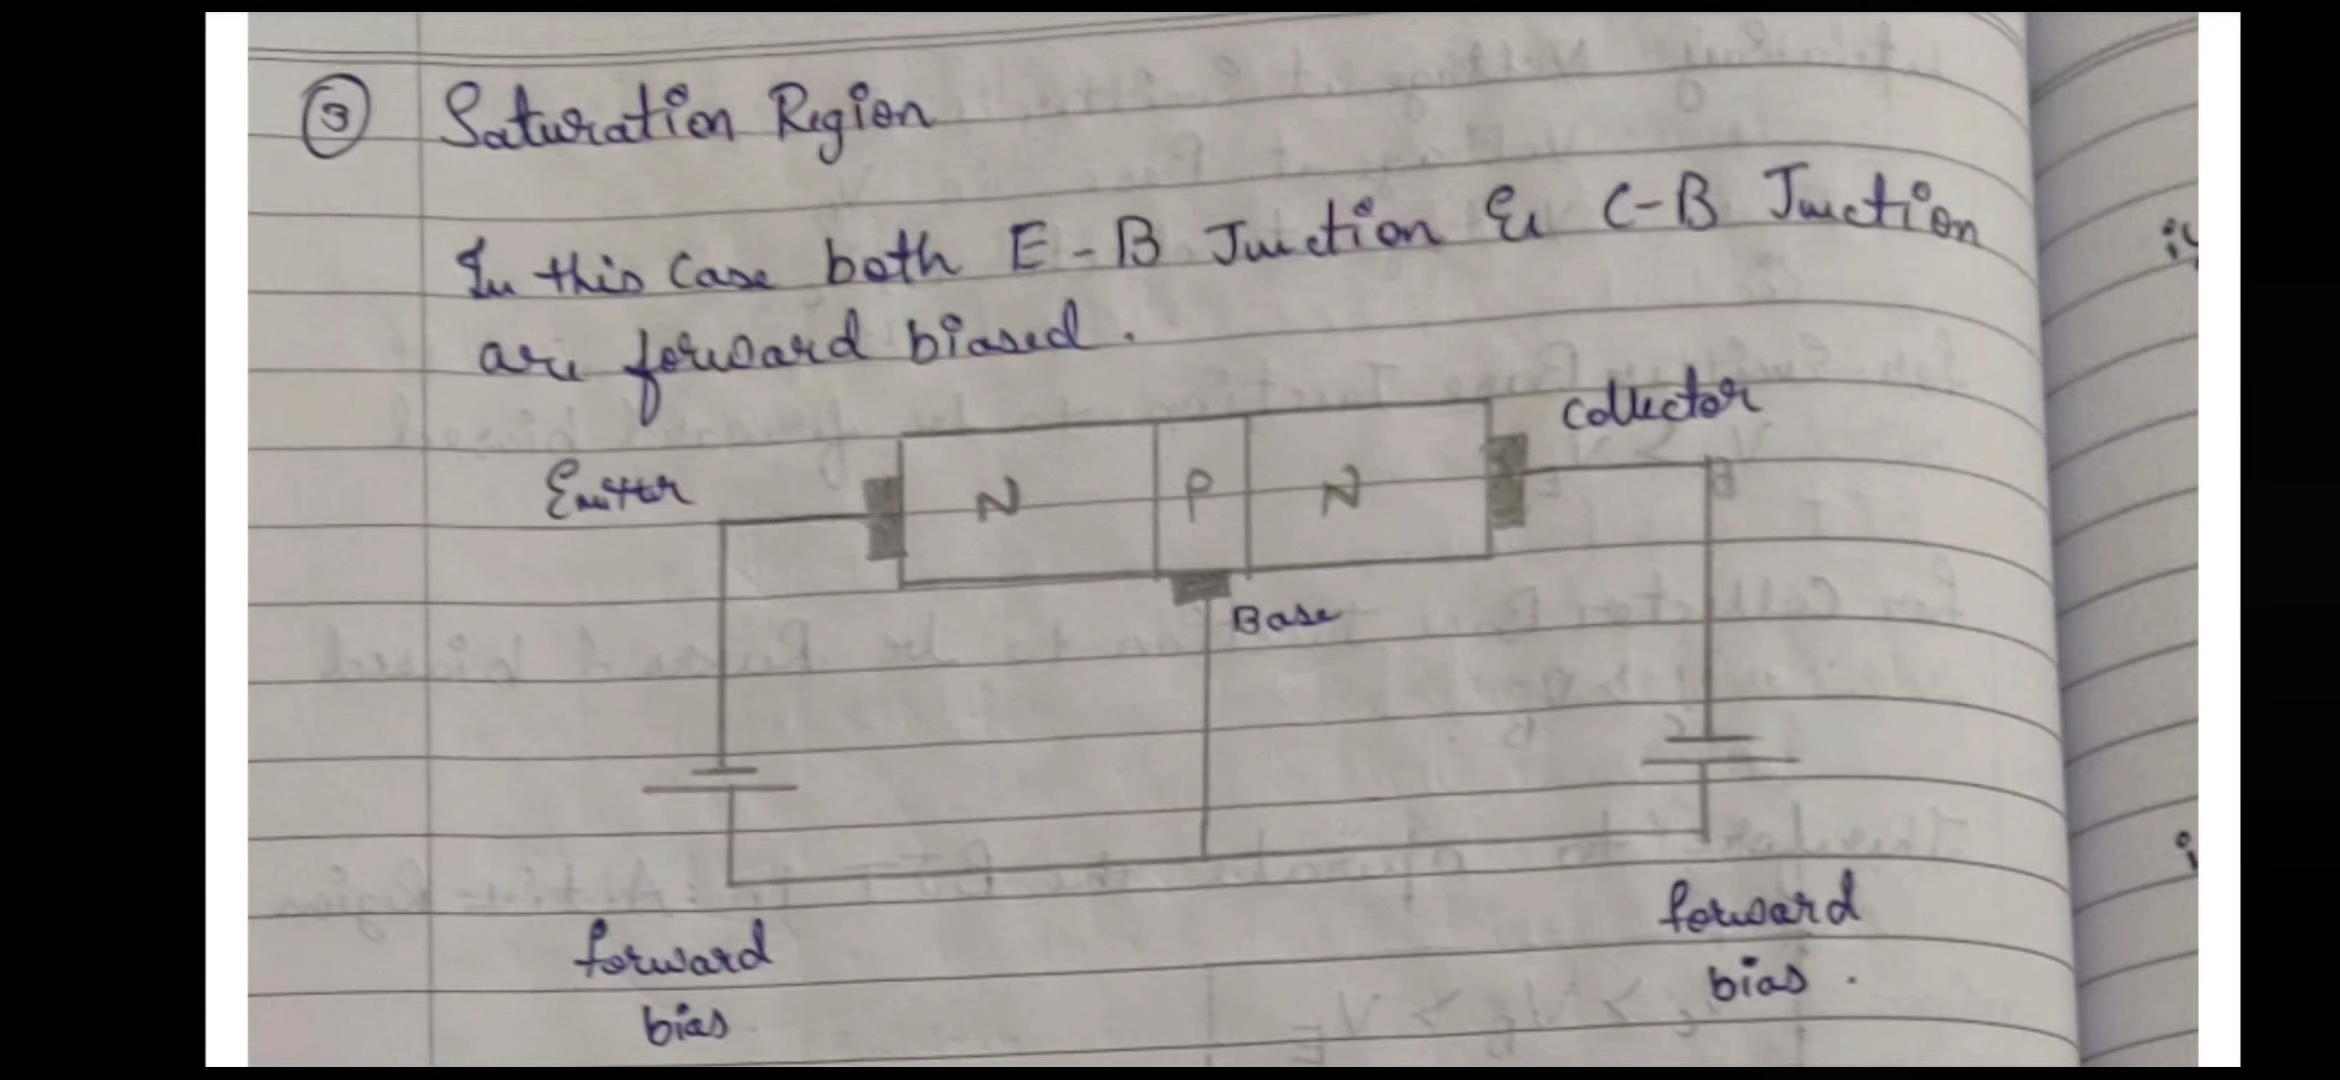 3 Saturation Region
In this Case both E-B Junction & C-B Junction
are forward biased.
Collector
Emitter
N P N
Base
forward
bias.
forward
bias